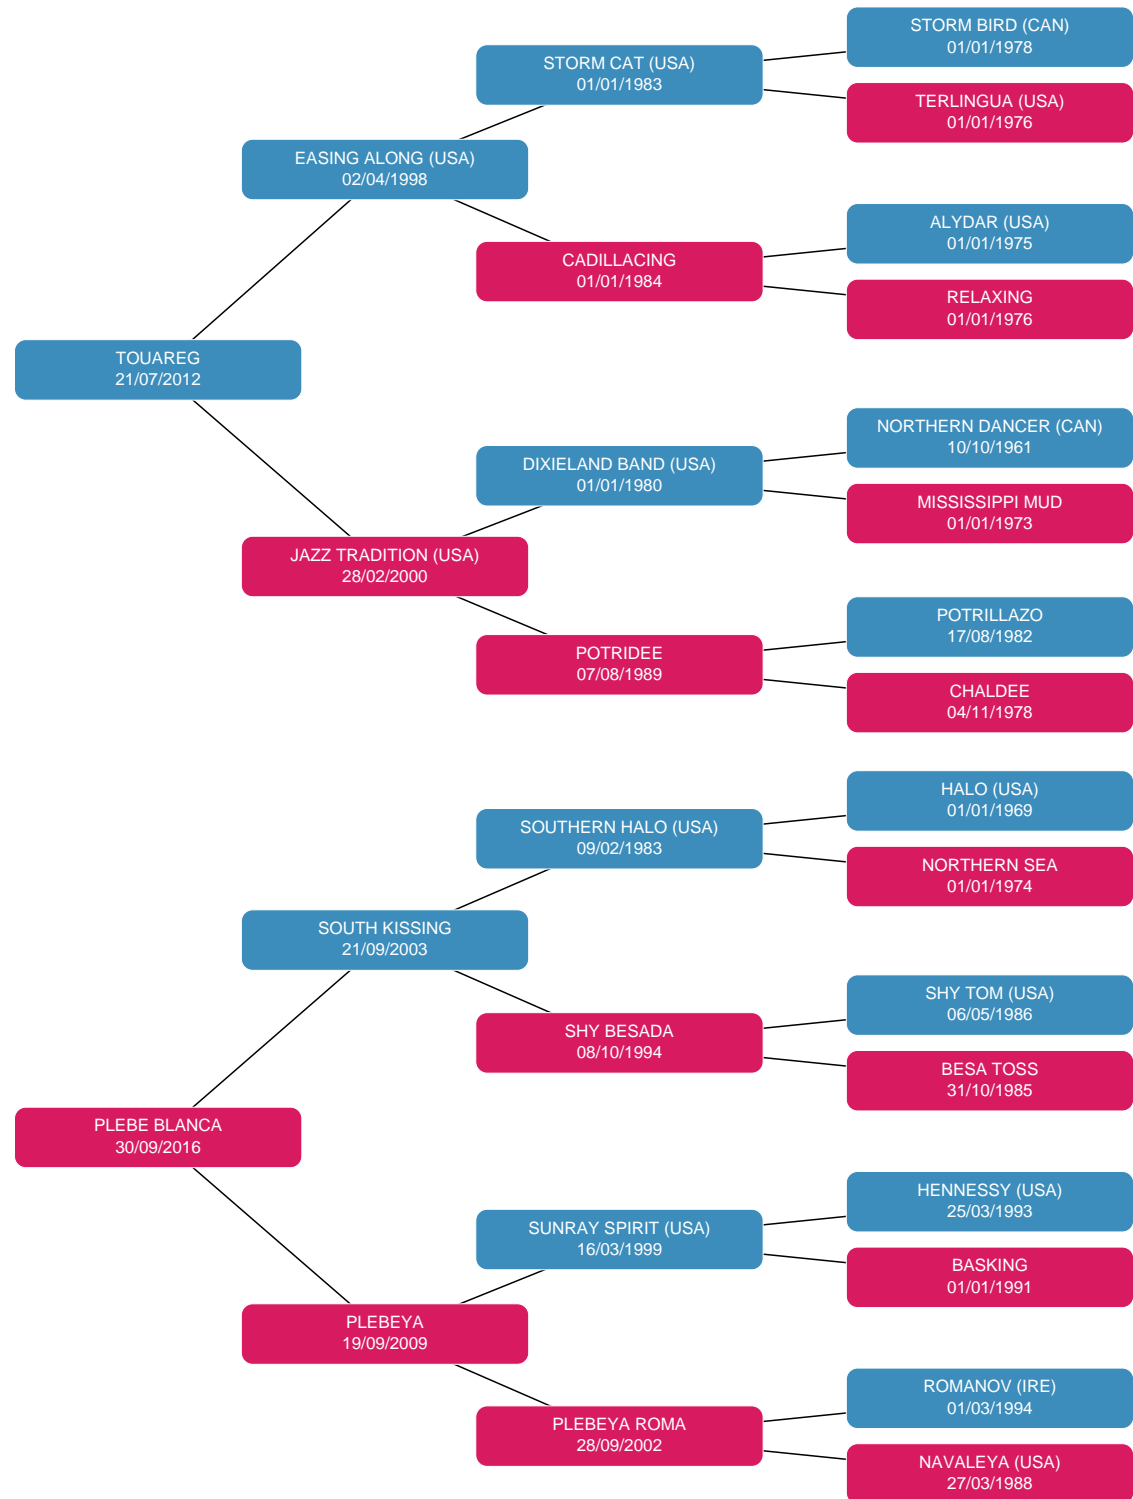 STORM BIRD (CAN)
01/01/1978
STORM CAT (USA)
01/01/1983
TERLINGUA (USA)
01/01/1976
EASING ALONG (USA)
02/04/1998
ALYDAR (USA)
01/01/1975
CADILLACING
01/01/1984
RELAXING
01/01/1976
TOUAREG
21/07/2012
NORTHERN DANCER (CAN)
10/10/1961
DIXIELAND BAND (USA)
01/01/1980
MISSISSIPPI MUD
01/01/1973
JAZZ TRADITION (USA)
28/02/2000
POTRILLAZO
17/08/1982
POTRIDEE
07/08/1989
CHALDEE
04/11/1978
HALO (USA)
01/01/1969
SOUTHERN HALO (USA)
09/02/1983
NORTHERN SEA
01/01/1974
SOUTH KISSING
21/09/2003
SHY TOM (USA)
06/05/1986
SHY BESADA
08/10/1994
BESA TOSS
31/10/1985
PLEBE BLANCA
30/09/2016
HENNESSY (USA)
25/03/1993
SUNRAY SPIRIT (USA)
16/03/1999
BASKING
01/01/1991
PLEBEYA
19/09/2009
ROMANOV (IRE)
01/03/1994
PLEBEYA ROMA
28/09/2002
NAVALEYA (USA)
27/03/1988